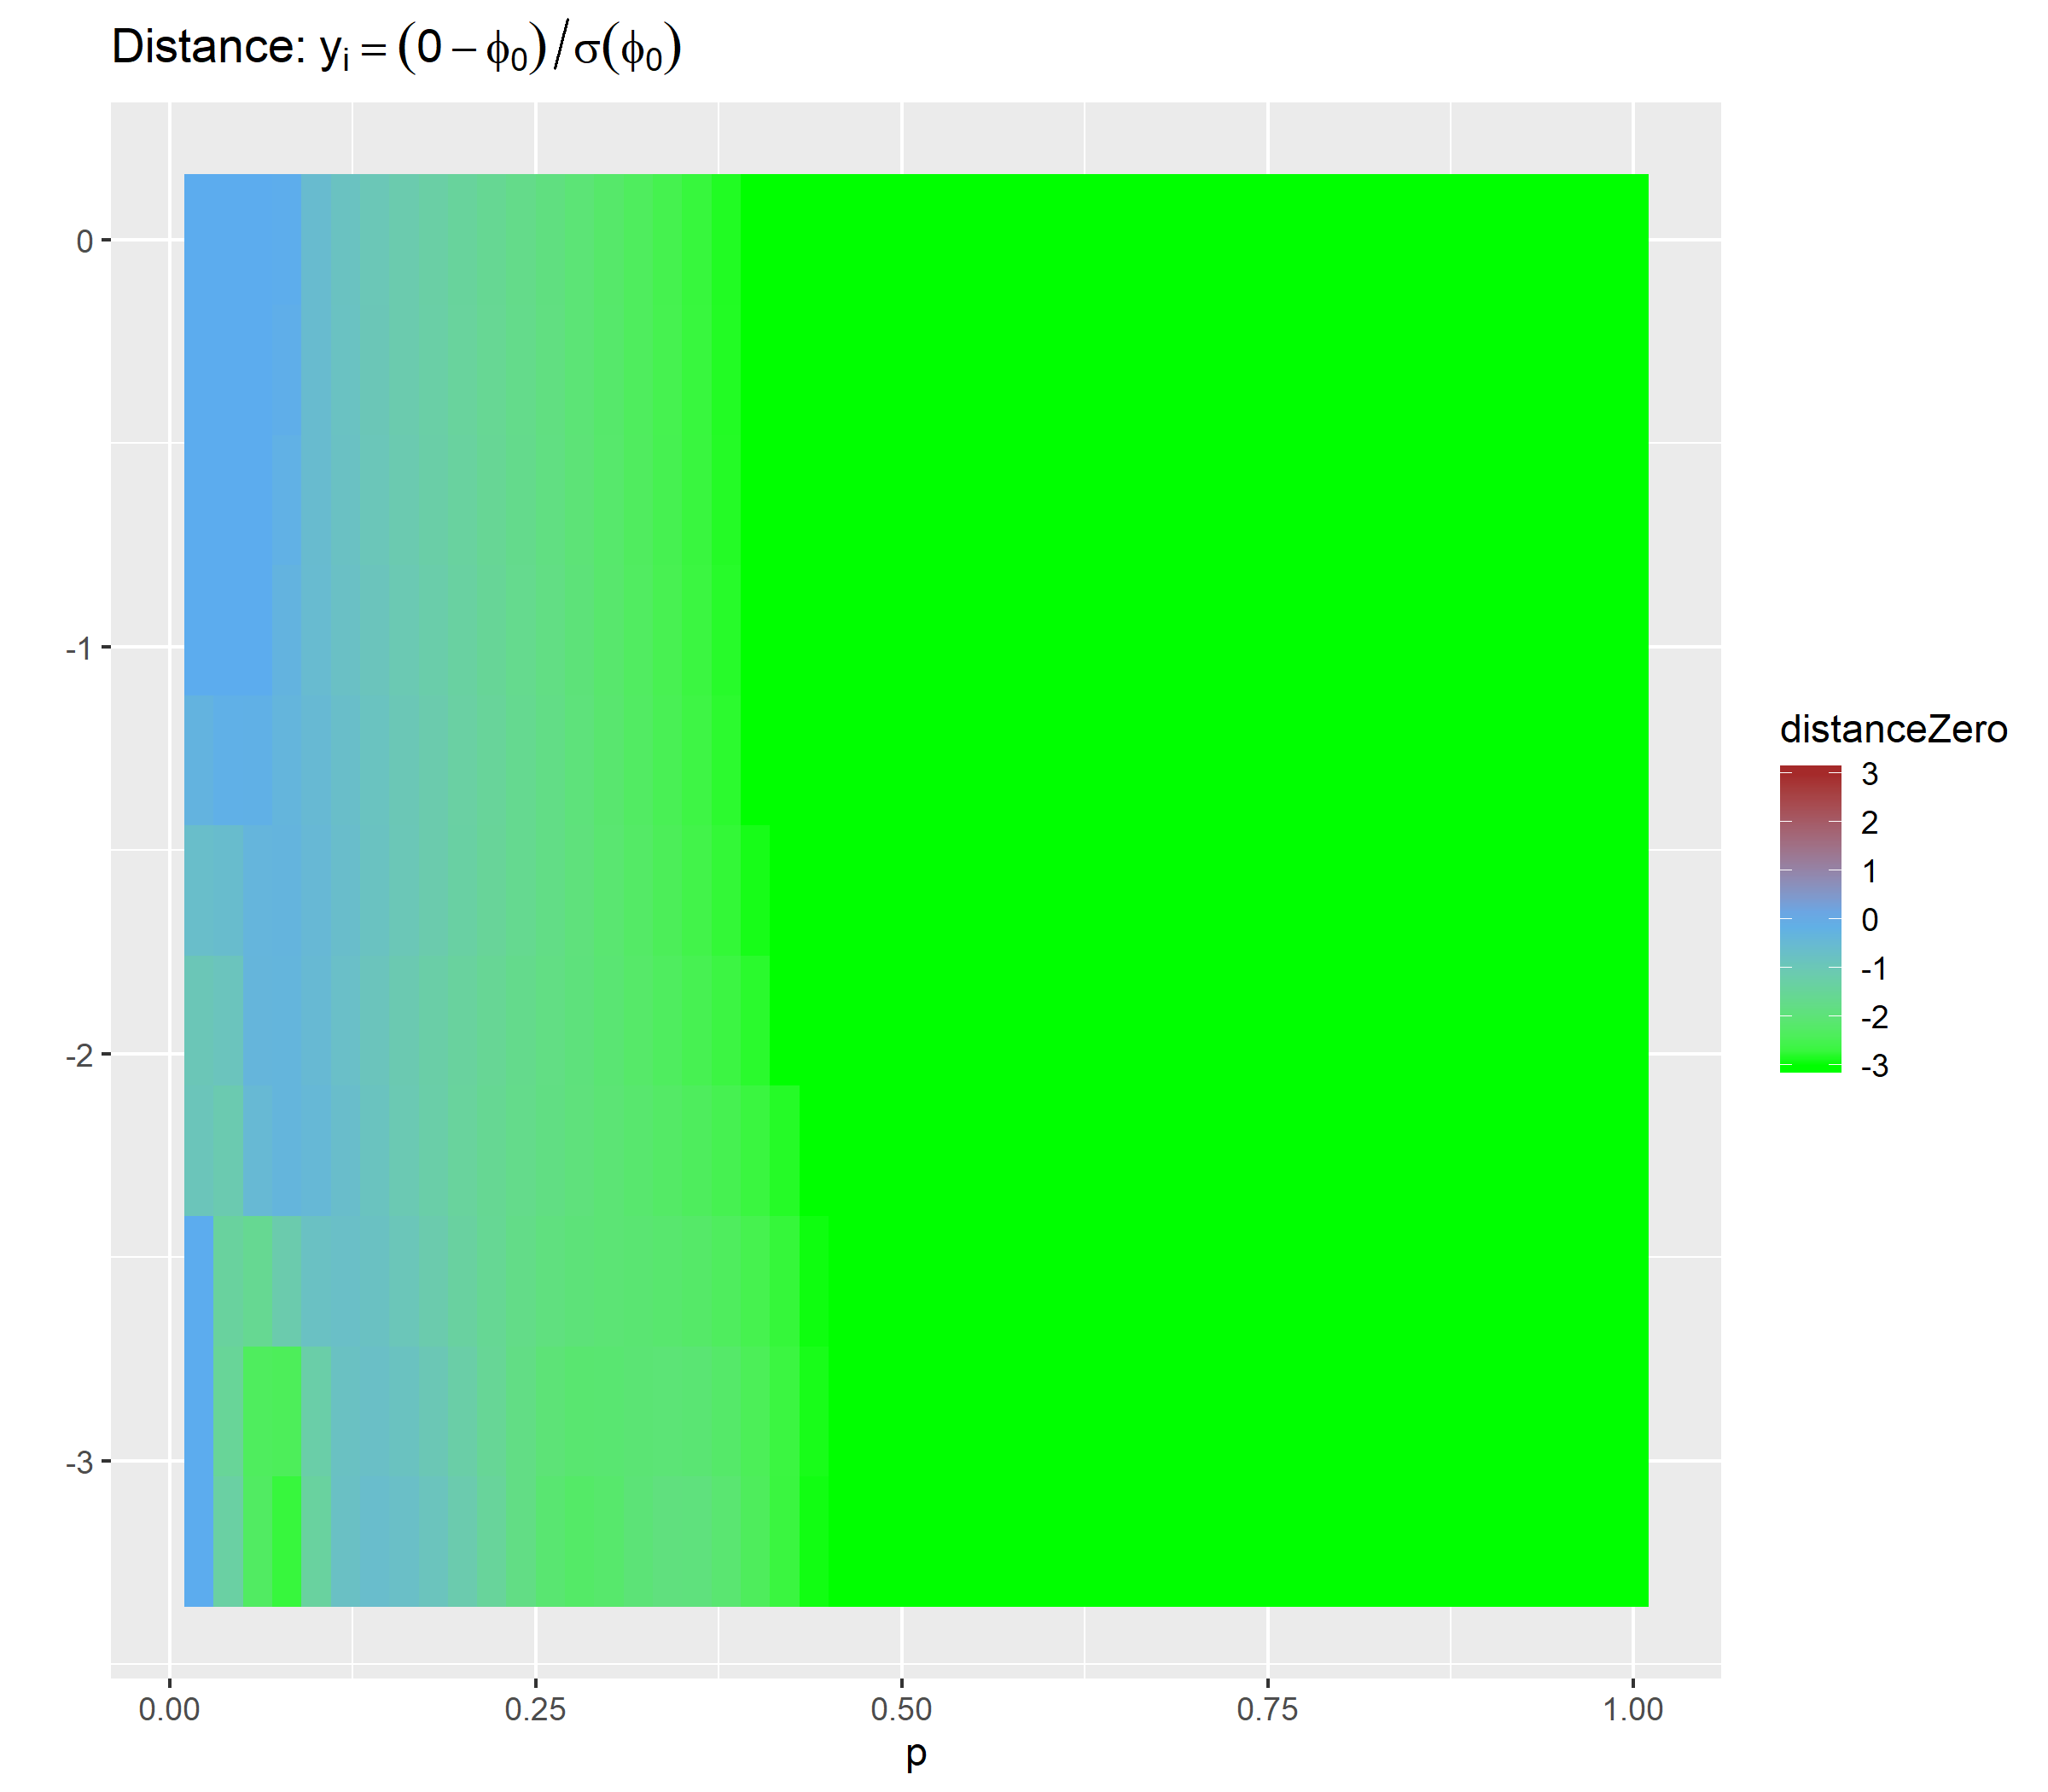 Distance: yᵢ = (0 − ϕ₀)/σ(ϕ₀)
0
-1
-2
-3
0.00 0.25 0.50 0.75 1.00
p
distanceZero
3
2
1
0
-1
-2
-3